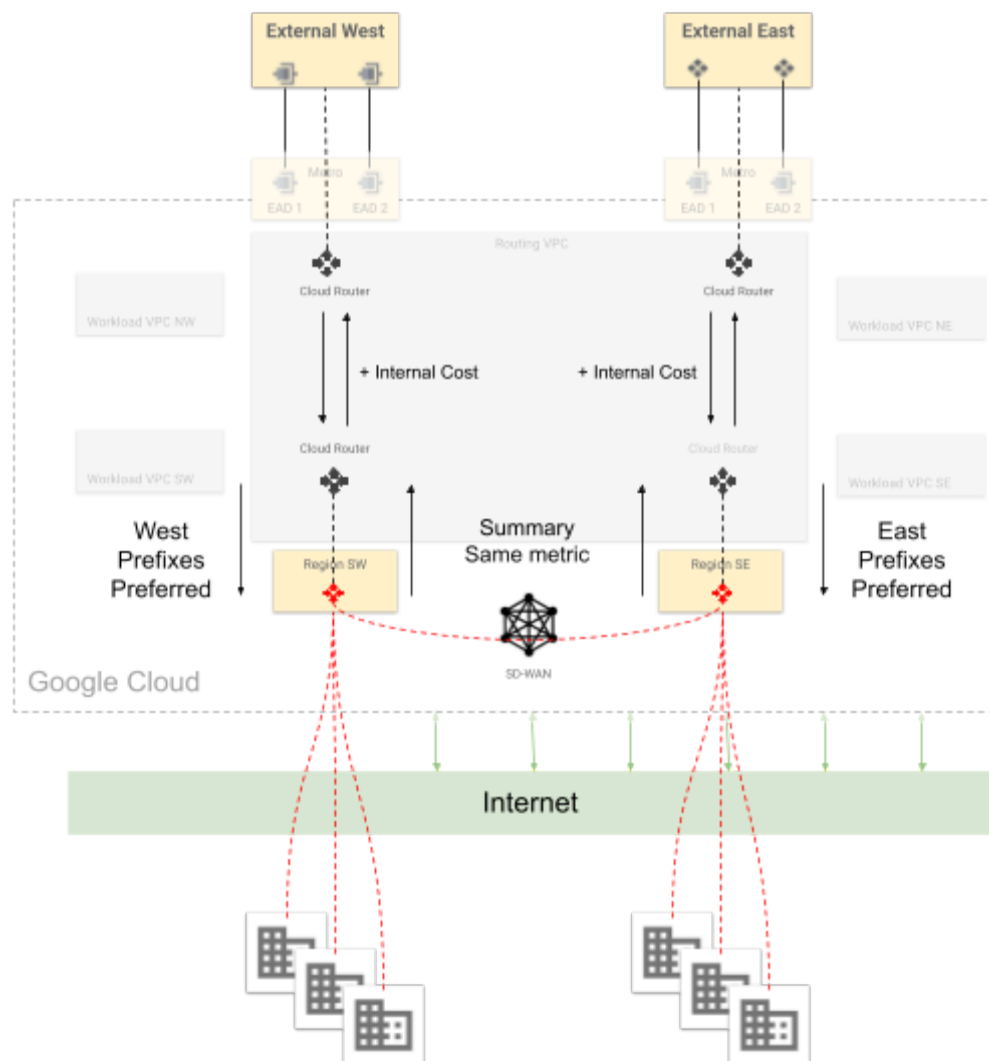 External West
External East
Metro
EAD 1
EAD 2
Metro
EAD 1
EAD 2
Routing VPC
Cloud Router
Cloud Router
Workload VPC NW
Workload VPC NE
+ Internal Cost
+ Internal Cost
Cloud Router
Cloud Router
Workload VPC SW
Workload VPC SE
West
Prefixes
Preferred
Summary
Same metric
East
Prefixes
Preferred
Region SW
Region SE
SD-WAN
Google Cloud
Internet